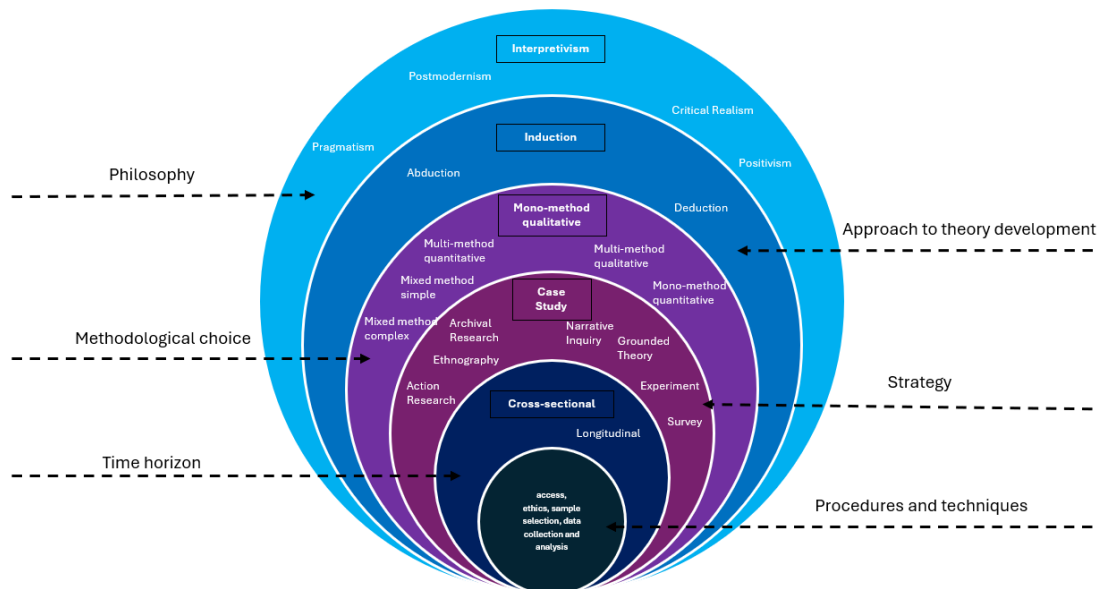 Interpretivism
Postmodernism
Critical Realism
Induction
Pragmatism
Positivism
Philosophy
Abduction
Mono-method
qualitative
Deduction
Approach to theory development
Multi-method
quantitative
Multi-method
qualitative
Mixed method
simple
Case
Study
Mono-method
quantitative
Mixed method
complex
Archival
Research
Narrative
Inquiry
Grounded
Theory
Methodological choice
Ethnography
Action
Research
Experiment
Strategy
Cross-sectional
Survey
Longitudinal
Time horizon
access,
ethics, sample
selection, data
collection and
analysis
Procedures and techniques